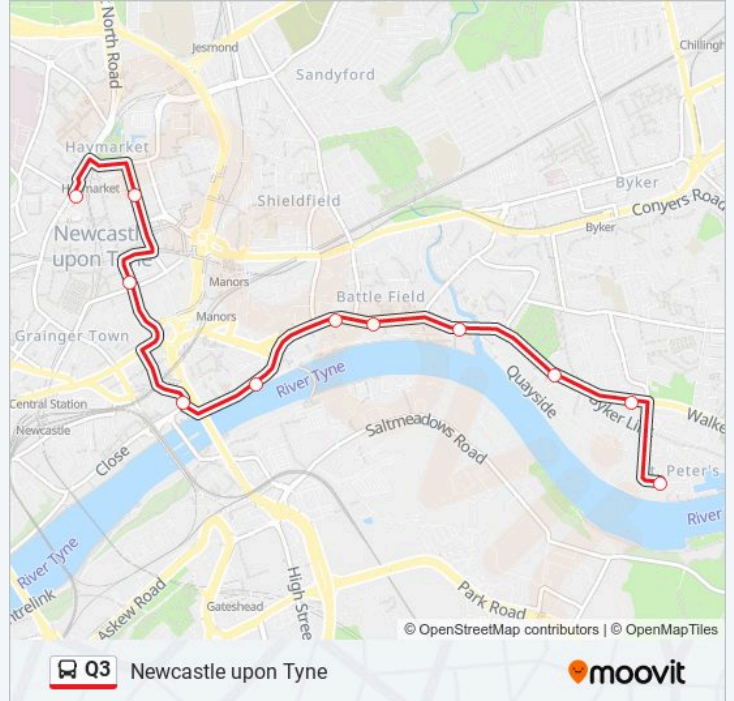 North Road
Jesmond
Chillingh
Sandyford
Haymarket
Haymarket
Byker
Conyers Road
Shieldfield
Byker
Newcastle
upon Tyne
Manors
Battle Field
Manors
Grainger Town
River Tyne
Quayside
Central Station
Byker Li
Newcastle
Walke
Saltmeadows Road
Close
t. Peter's
River
River Tyne
ntrelink
High Stree
Askew Road
Gateshead
Park Road
© OpenStreetMap contributors | © OpenMapTiles
Q3 Newcastle upon Tyne
moovit